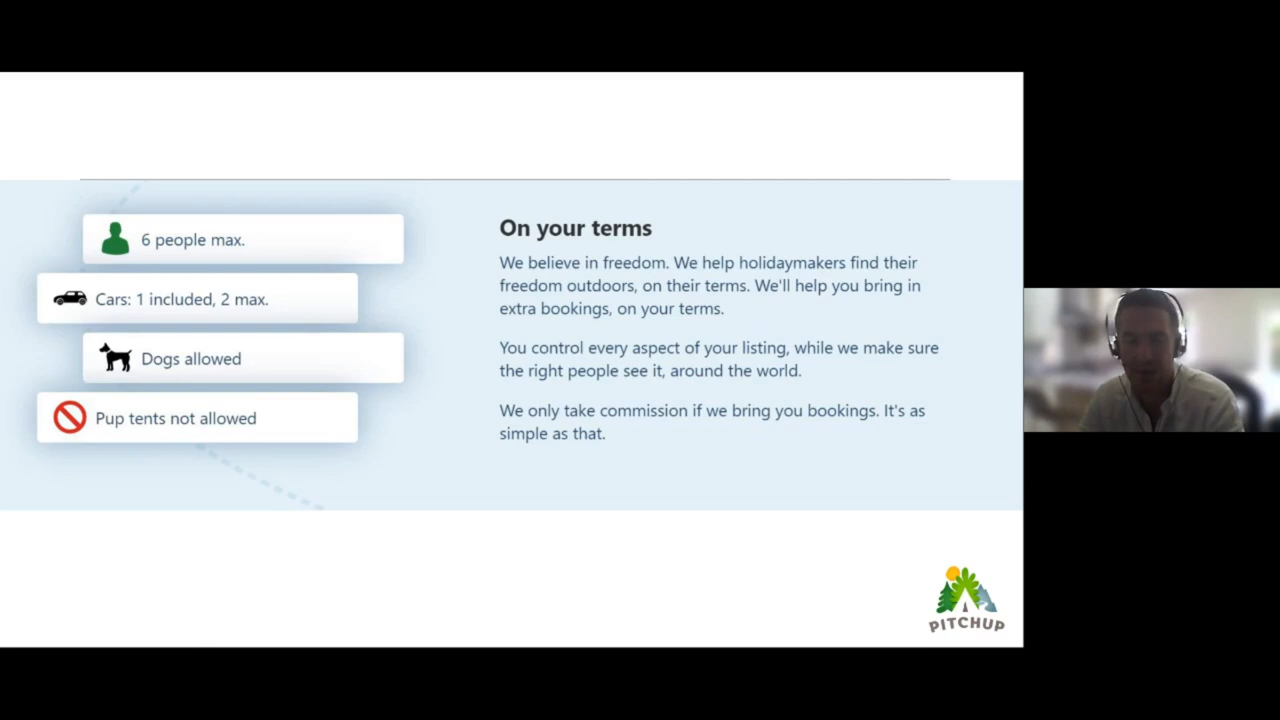 6 people max.
Cars: 1 included, 2 max.
Dogs allowed
Pup tents not allowed
On your terms
We believe in freedom. We help holidaymakers find their
freedom outdoors, on their terms. We'll help you bring in
extra bookings, on your terms.
You control every aspect of your listing, while we make sure
the right people see it, around the world.
We only take commission if we bring you bookings. It's as
simple as that.
PITCHUP